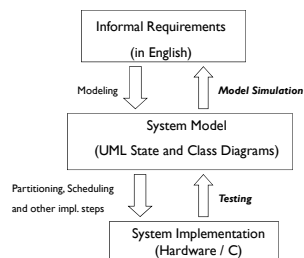 Informal Requirements
(in English)
Modeling
Model Simulation
System Model
(UML State and Class Diagrams)
Partitioning, Scheduling
and other impl. steps
Testing
System Implementation
(Hardware / C)